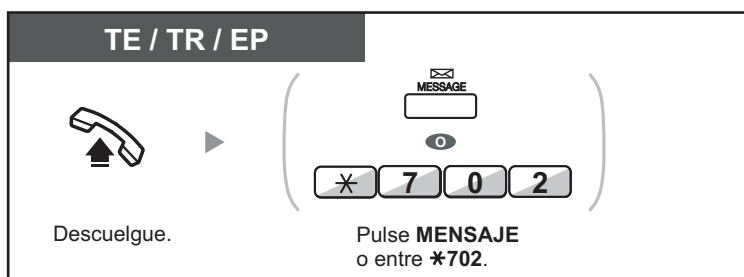 TE / TR / EP
MESSAGE
O
* 7 0 2
Descuelgue.
Pulse MENSAJE
o entre *702.